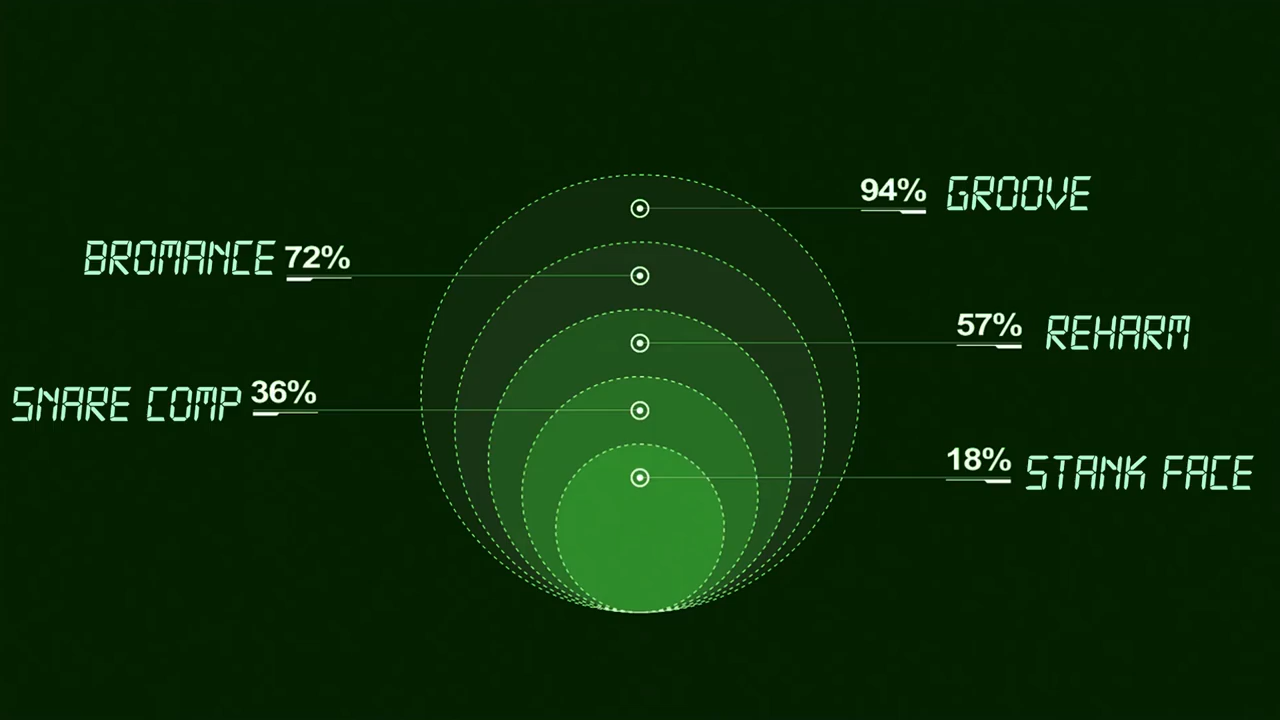 94% GROOVE
BROMANCE 72%
57% REHARM
SNARE COMP 36%
18% STANK FACE